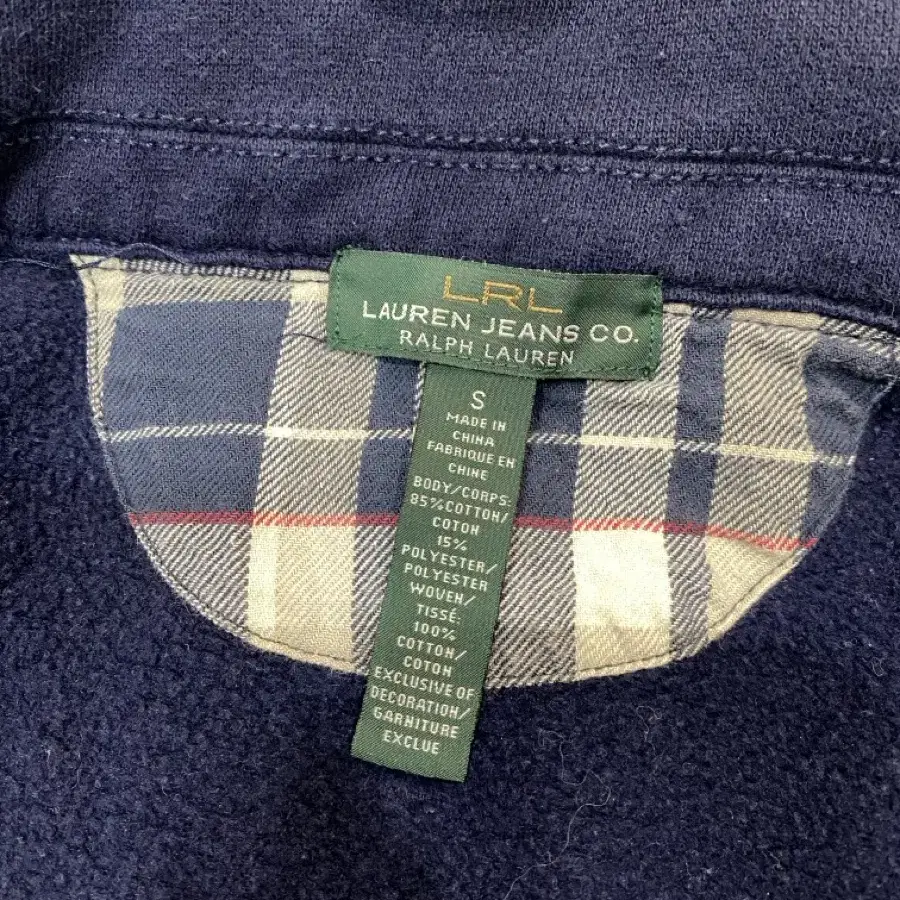 LRL
LAUREN JEANS CO.
RALPH LAUREN
S
MADE IN
CHINA
FABRIQUE EN
CHINE
BODY/CORPS:
85%COTTON/
COTON
15%
POLYESTER/
POLYESTER
WOVEN/
TISSÉ:
100%
COTTON/
COTON
EXCLUSIVE OF
DECORATION/
GARNITURE
EXCLUE